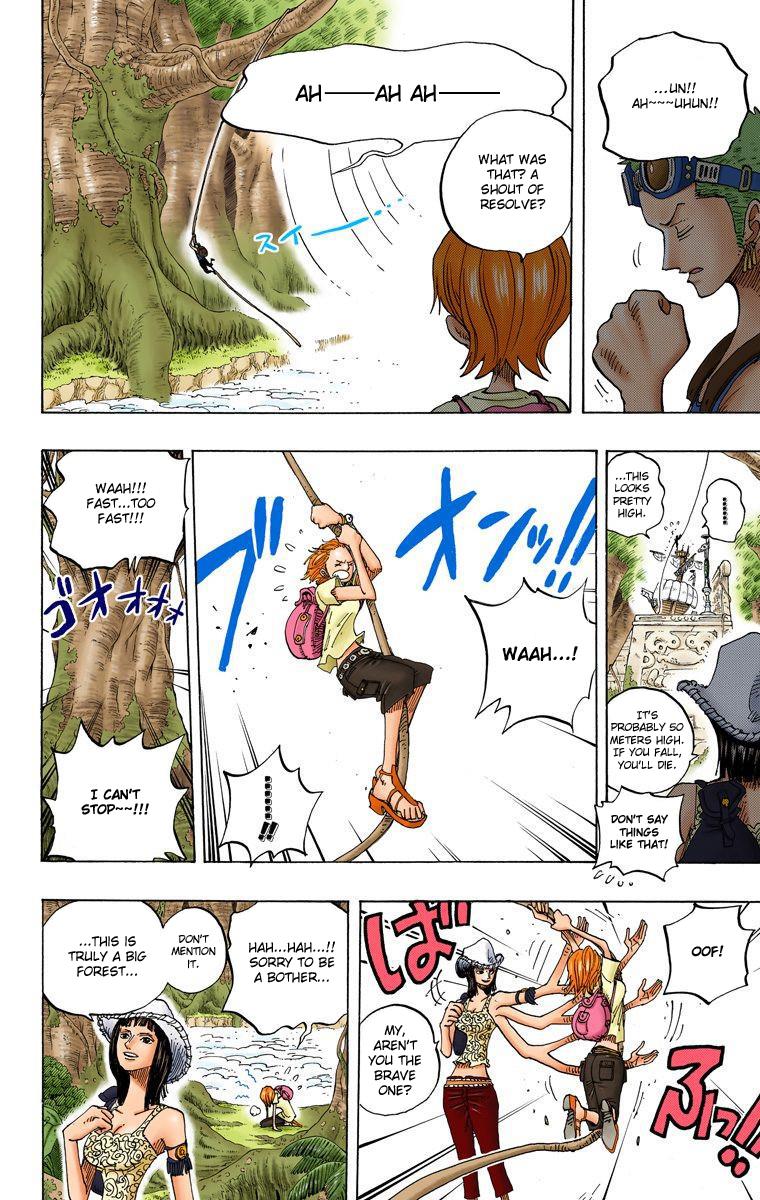 ...UN!!
AH~~~UHUN!!
AH——AH AH——
WHAT WAS
THAT? A
SHOUT OF
RESOLVE?
スイー…
......
...THIS
LOOKS
PRETTY
HIGH.
IT'S
PROBABLY 50
METERS HIGH.
IF YOU FALL,
YOU'LL DIE.
DON'T SAY
THINGS
LIKE THAT!
ブオンッ!!
WAAH...!
......!!
WAAH!!!
FAST...TOO
FAST!!!
ゴオオオオ
I CAN'T
STOP~~!!!
OOF!
ばふっ!!
MY,
AREN'T
YOU THE
BRAVE
ONE?
HAH...HAH...!!
SORRY TO BE
A BOTHER...
DON'T
MENTION
IT.
...THIS IS
TRULY A BIG
FOREST...